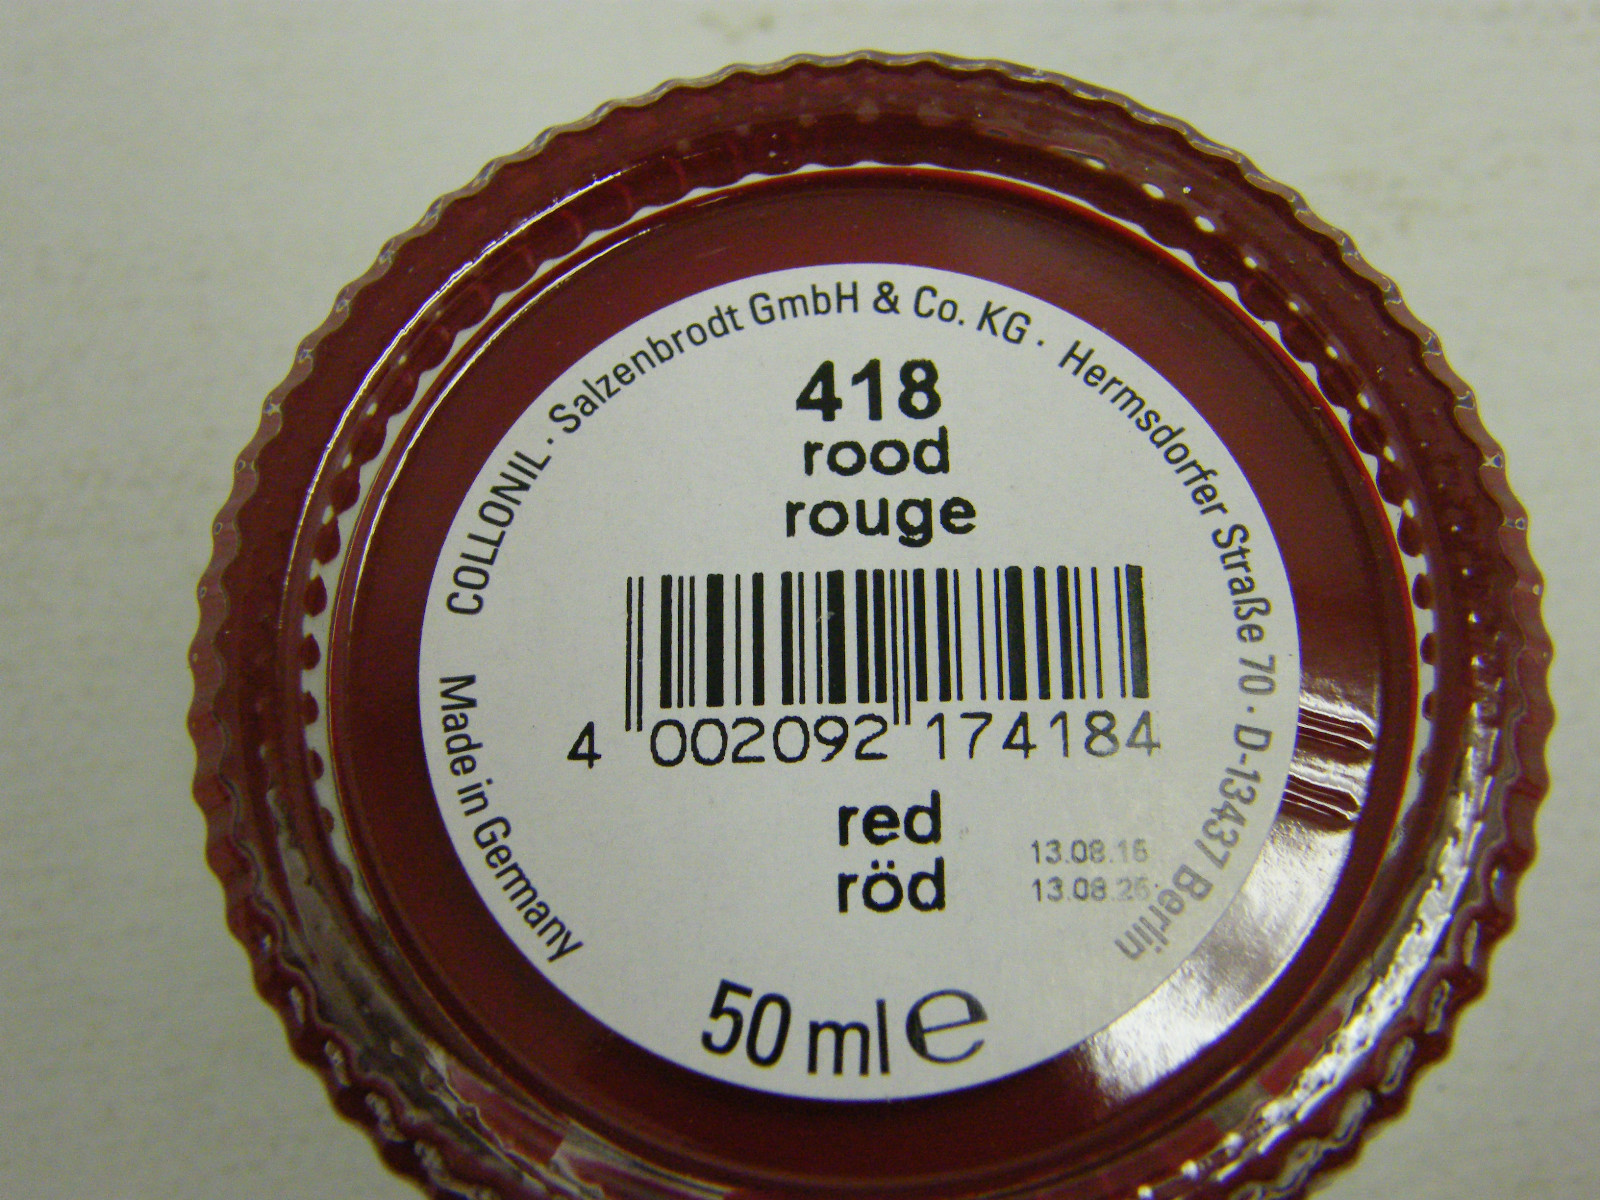 COLLONIL · Salzenbrodt GmbH & Co. KG · Hermsdorfer Straße 70 · D-13437 Berlin
418
rood
rouge
4 002092 174184
red
röd
13.08.16
13.08.26
50 ml e
Made in Germany